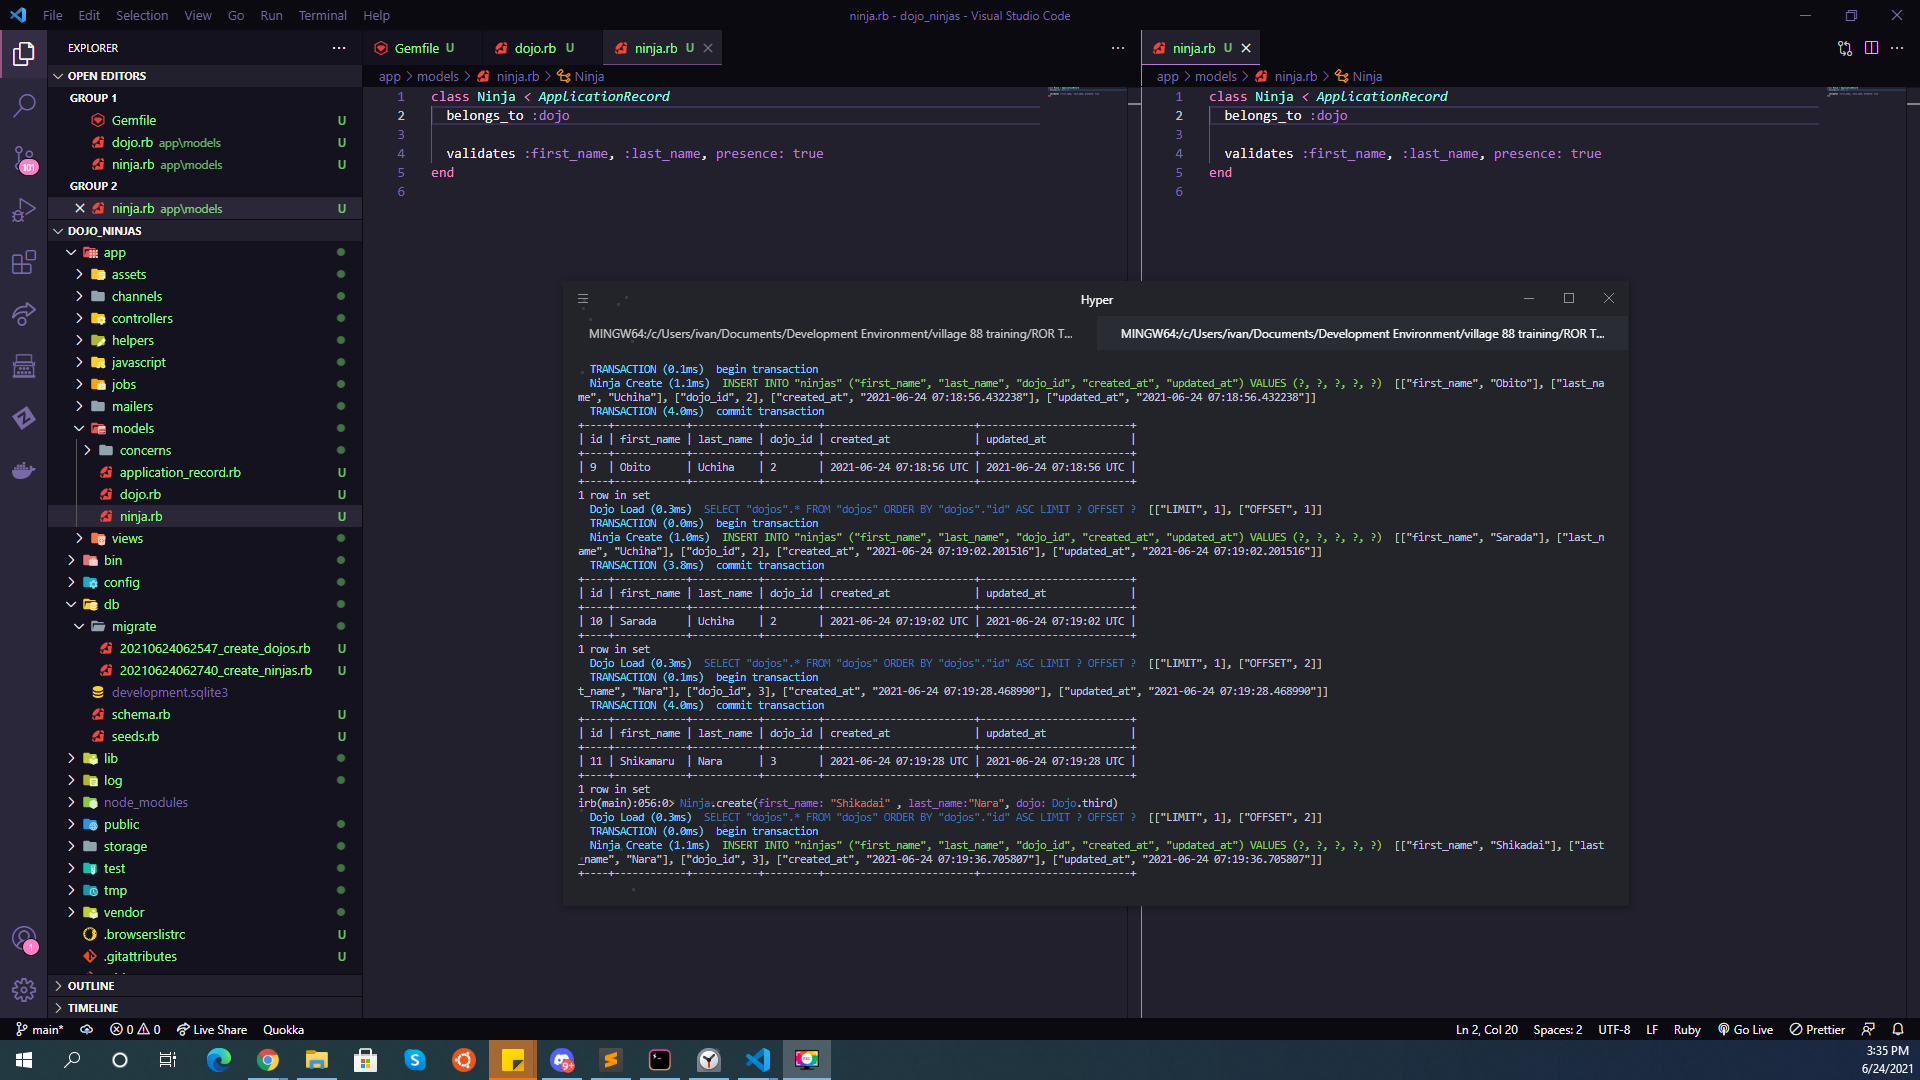 File Edit Selection View Go Run Terminal Help
ninja.rb - dojo_ninjas - Visual Studio Code
EXPLORER
OPEN EDITORS
GROUP 1
Gemfile U
dojo.rb app\models U
ninja.rb app\models U
GROUP 2
ninja.rb app\models U
DOJO_NINJAS
app
assets
channels
controllers
helpers
javascript
jobs
mailers
models
concerns
application_record.rb U
dojo.rb U
ninja.rb U
views
bin
config
db
migrate
20210624062547_create_dojos.rb U
20210624062740_create_ninjas.rb U
development.sqlite3
schema.rb U
seeds.rb U
lib
log
node_modules
public
storage
test
tmp
vendor
.browserslistrc U
.gitattributes U
OUTLINE
TIMELINE
101
1
Gemfile U dojo.rb U ninja.rb U
app > models > ninja.rb > Ninja
1 class Ninja < ApplicationRecord
2 belongs_to :dojo
3
4 validates :first_name, :last_name, presence: true
5 end
6
ninja.rb U
app > models > ninja.rb > Ninja
1 class Ninja < ApplicationRecord
2 belongs_to :dojo
3
4 validates :first_name, :last_name, presence: true
5 end
6
Hyper
MINGW64:/c/Users/ivan/Documents/Development Environment/village 88 training/ROR T...
MINGW64:/c/Users/ivan/Documents/Development Environment/village 88 training/ROR T...
TRANSACTION (0.1ms) begin transaction
Ninja Create (1.1ms) INSERT INTO "ninjas" ("first_name", "last_name", "dojo_id", "created_at", "updated_at") VALUES (?, ?, ?, ?, ?) [["first_name", "Obito"], ["last_na
me", "Uchiha"], ["dojo_id", 2], ["created_at", "2021-06-24 07:18:56.432238"], ["updated_at", "2021-06-24 07:18:56.432238"]]
TRANSACTION (4.0ms) commit transaction
+----+------------+-----------+---------+-------------------------+-------------------------+
| id | first_name | last_name | dojo_id | created_at | updated_at |
+----+------------+-----------+---------+-------------------------+-------------------------+
| 9 | Obito | Uchiha | 2 | 2021-06-24 07:18:56 UTC | 2021-06-24 07:18:56 UTC |
+----+------------+-----------+---------+-------------------------+-------------------------+
1 row in set
Dojo Load (0.3ms) SELECT "dojos".* FROM "dojos" ORDER BY "dojos"."id" ASC LIMIT ? OFFSET ? [["LIMIT", 1], ["OFFSET", 1]]
TRANSACTION (0.0ms) begin transaction
Ninja Create (1.0ms) INSERT INTO "ninjas" ("first_name", "last_name", "dojo_id", "created_at", "updated_at") VALUES (?, ?, ?, ?, ?) [["first_name", "Sarada"], ["last_n
ame", "Uchiha"], ["dojo_id", 2], ["created_at", "2021-06-24 07:19:02.201516"], ["updated_at", "2021-06-24 07:19:02.201516"]]
TRANSACTION (3.8ms) commit transaction
+----+------------+-----------+---------+-------------------------+-------------------------+
| id | first_name | last_name | dojo_id | created_at | updated_at |
+----+------------+-----------+---------+-------------------------+-------------------------+
| 10 | Sarada | Uchiha | 2 | 2021-06-24 07:19:02 UTC | 2021-06-24 07:19:02 UTC |
+----+------------+-----------+---------+-------------------------+-------------------------+
1 row in set
Dojo Load (0.3ms) SELECT "dojos".* FROM "dojos" ORDER BY "dojos"."id" ASC LIMIT ? OFFSET ? [["LIMIT", 1], ["OFFSET", 2]]
TRANSACTION (0.1ms) begin transaction
t_name", "Nara"], ["dojo_id", 3], ["created_at", "2021-06-24 07:19:28.468990"], ["updated_at", "2021-06-24 07:19:28.468990"]]
TRANSACTION (4.0ms) commit transaction
+----+------------+-----------+---------+-------------------------+-------------------------+
| id | first_name | last_name | dojo_id | created_at | updated_at |
+----+------------+-----------+---------+-------------------------+-------------------------+
| 11 | Shikamaru | Nara | 3 | 2021-06-24 07:19:28 UTC | 2021-06-24 07:19:28 UTC |
+----+------------+-----------+---------+-------------------------+-------------------------+
1 row in set
irb(main):056:0> Ninja.create(first_name: "Shikadai" , last_name:"Nara", dojo: Dojo.third)
Dojo Load (0.3ms) SELECT "dojos".* FROM "dojos" ORDER BY "dojos"."id" ASC LIMIT ? OFFSET ? [["LIMIT", 1], ["OFFSET", 2]]
TRANSACTION (0.0ms) begin transaction
Ninja Create (1.1ms) INSERT INTO "ninjas" ("first_name", "last_name", "dojo_id", "created_at", "updated_at") VALUES (?, ?, ?, ?, ?) [["first_name", "Shikadai"], ["last
_name", "Nara"], ["dojo_id", 3], ["created_at", "2021-06-24 07:19:36.705807"], ["updated_at", "2021-06-24 07:19:36.705807"]]
+----+------------+-----------+---------+-------------------------+-------------------------+
main* 0 0 Live Share Quokka
Ln 2, Col 20 Spaces: 2 UTF-8 LF Ruby Go Live Prettier
9+
3:35 PM
6/24/2021